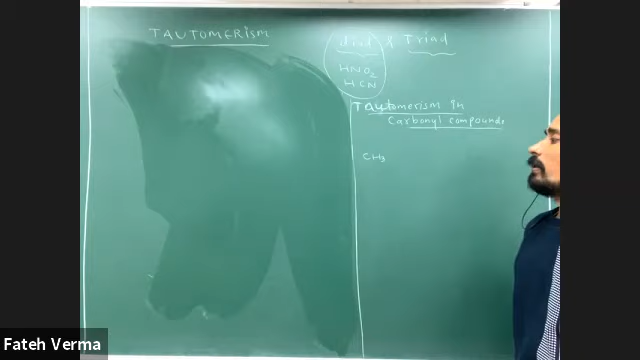 TAUTOMERISM
diad & Triad
HNO2
HCN
TAutomerism In
Carbonyl compounds
CH3
Fateh Verma